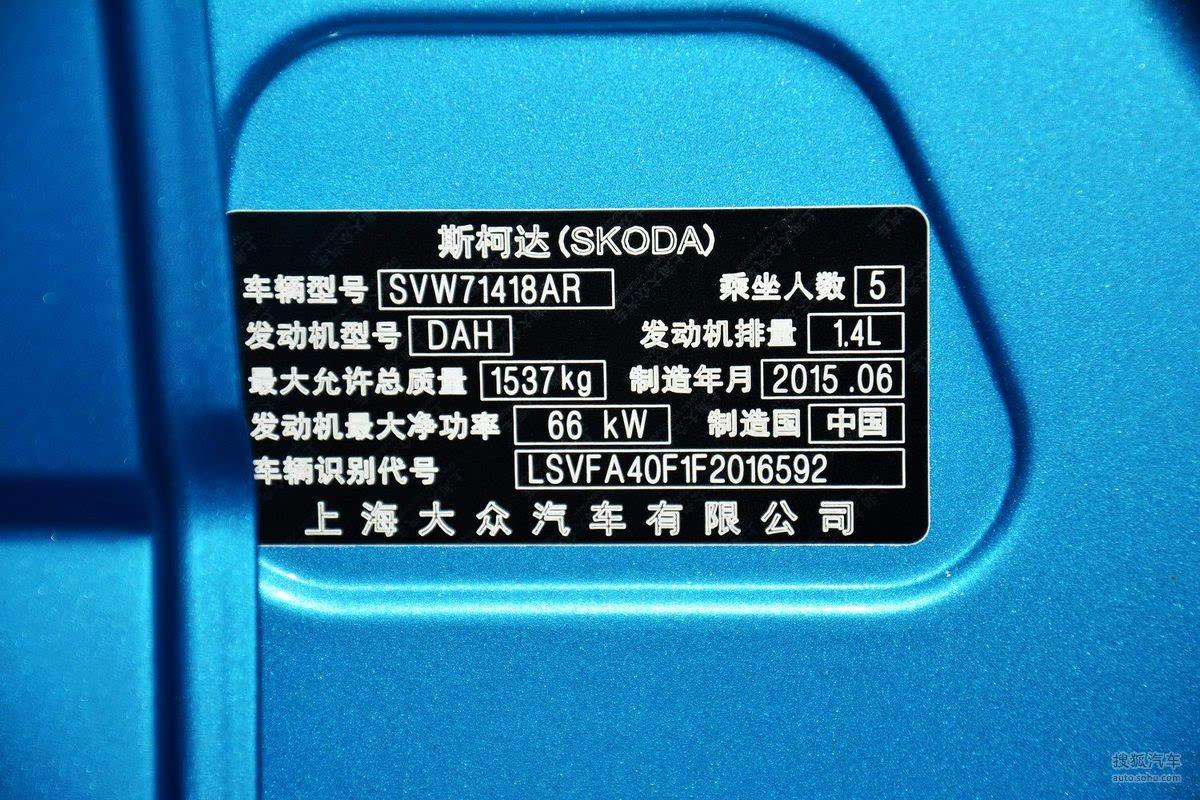 斯柯达(SKODA)
车辆型号 SVW71418AR 乘坐人数 5
发动机型号 DAH 发动机排量 1.4L
最大允许总质量 1537kg 制造年月 2015.06
发动机最大净功率 66 kW 制造国 中国
车辆识别代号 LSVFA40F1F2016592
上海大众汽车有限公司
搜狐汽车
auto.sohu.com